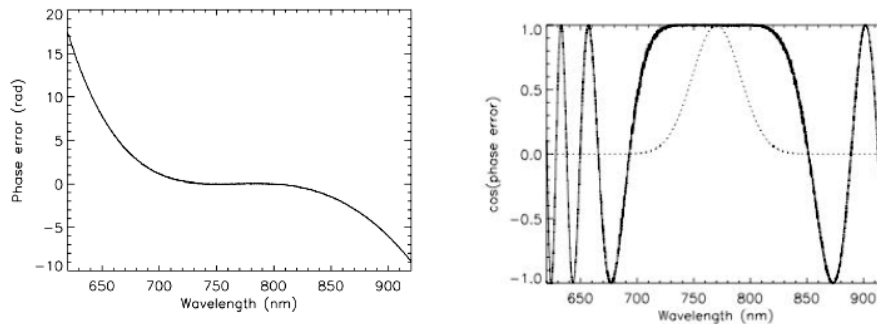 20
15
10
5
0
-5
-10
Phase error (rad)
650 700 750 800 850 900
Wavelength (nm)
1.0
0.5
0.0
-0.5
-1.0
cos(phase error)
650 700 750 800 850 900
Wavelength (nm)